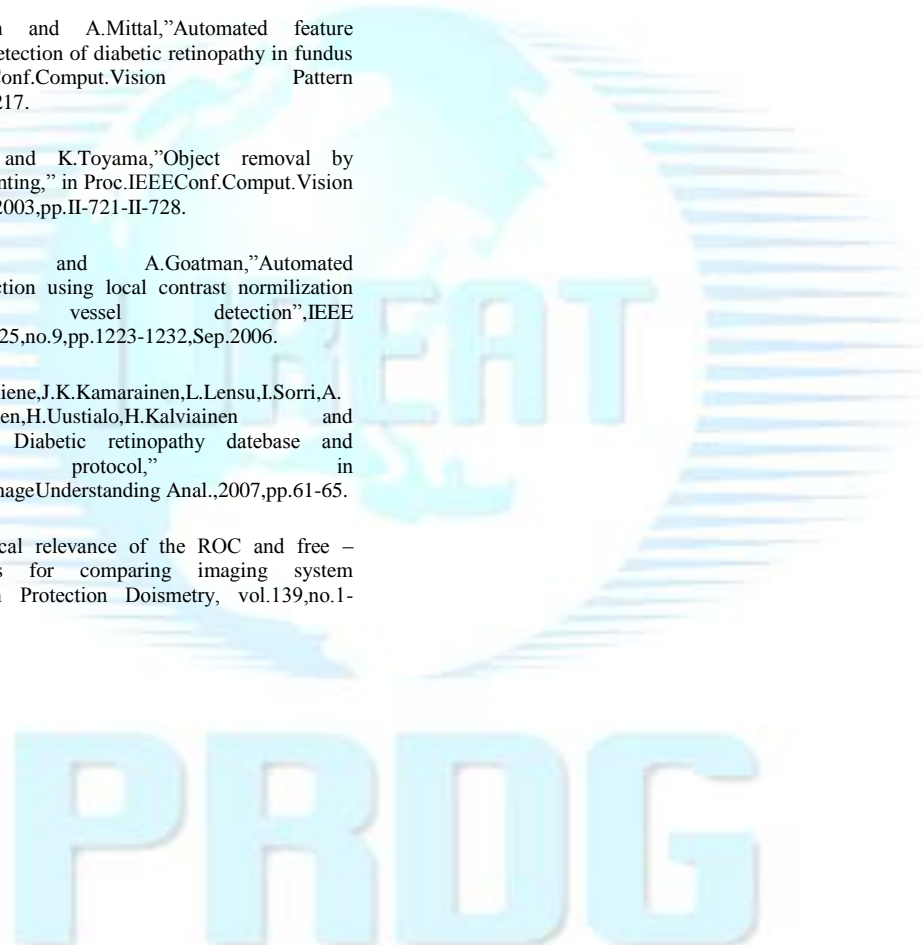 and A.Mittal,”Automated feature
etection of diabetic retinopathy in fundus
onf.Comput.Vision Pattern
217.
and K.Toyama,”Object removal by
nting,” in Proc.IEEEConf.Comput.Vision
2003,pp.II-721-II-728.
and A.Goatman,”Automated
ction using local contrast normilization
vessel detection”,IEEE
25,no.9,pp.1223-1232,Sep.2006.
iene,J.K.Kamarainen,L.Lensu,I.Sorri,A.
en,H.Uustialo,H.Kalviainen and
Diabetic retinopathy datebase and
protocol,” in
mageUnderstanding Anal.,2007,pp.61-65.
cal relevance of the ROC and free –
s for comparing imaging system
Protection Doismetry, vol.139,no.1-
IJREAT
PRDG